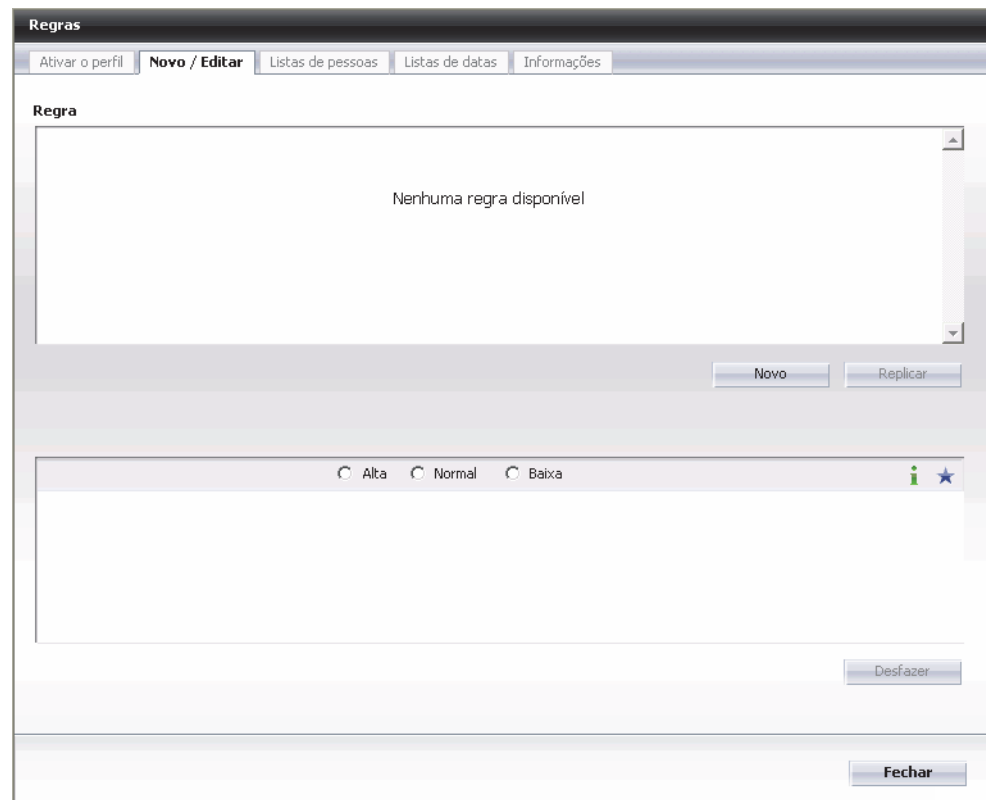 Regras
Ativar o perfil Novo / Editar Listas de pessoas Listas de datas Informações
Regra
Nenhuma regra disponível
Novo Replicar
Alta Normal Baixa
Desfazer
Fechar